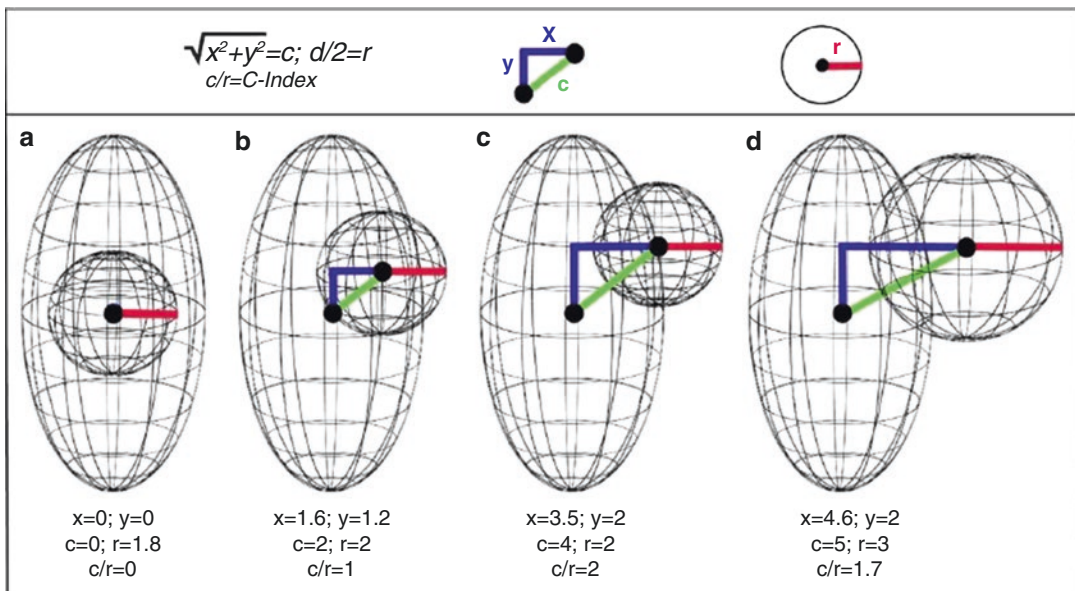 √x²+y²=c; d/2=r
c/r=C-Index
X
y
c
r
a
b
c
d
x=0; y=0
c=0; r=1.8
c/r=0
x=1.6; y=1.2
c=2; r=2
c/r=1
x=3.5; y=2
c=4; r=2
c/r=2
x=4.6; y=2
c=5; r=3
c/r=1.7